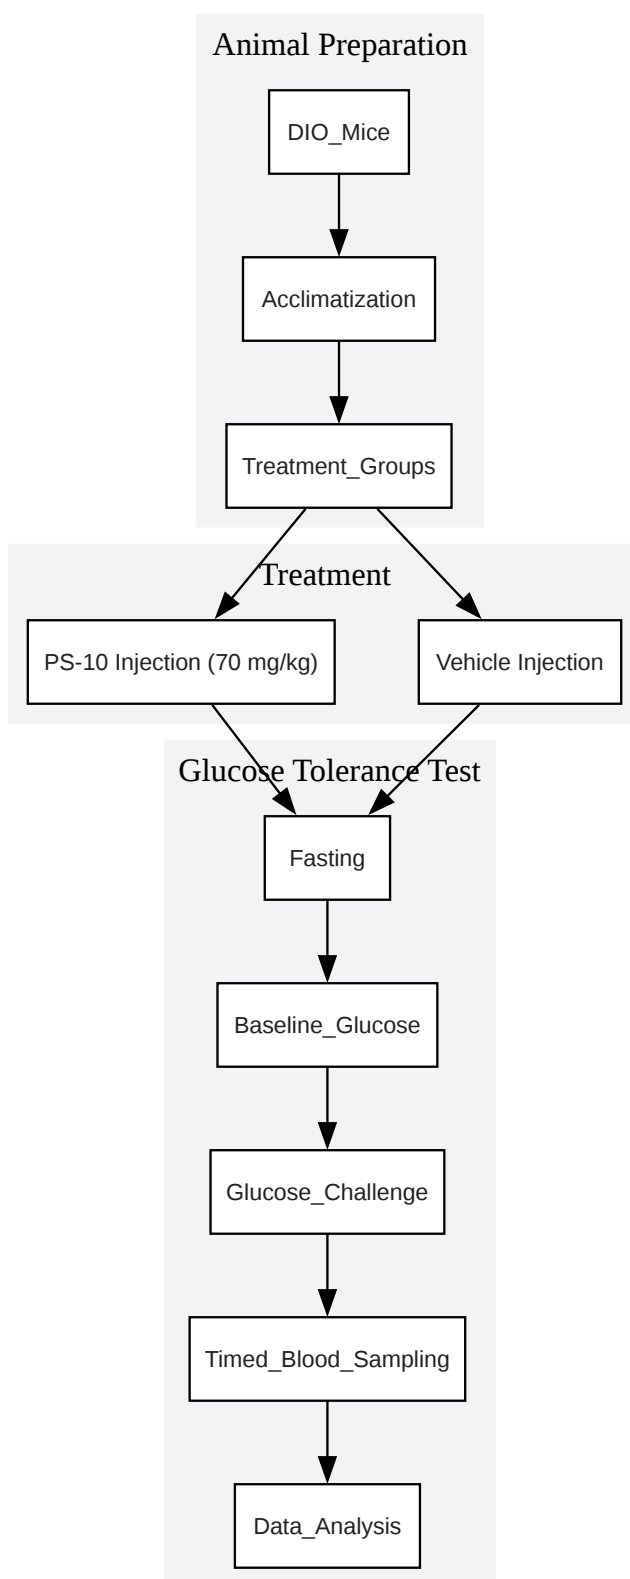 Animal Preparation
DIO_Mice
Acclimatization
Treatment_Groups
Treatment
PS-10 Injection (70 mg/kg)
Vehicle Injection
Glucose Tolerance Test
Fasting
Baseline_Glucose
Glucose_Challenge
Timed_Blood_Sampling
Data_Analysis